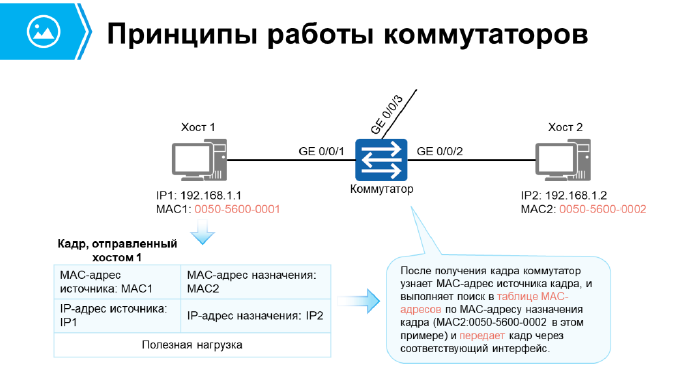 Принципы работы коммутаторов
GE 0/0/3
Хост 1
Хост 2
GE 0/0/1
GE 0/0/2
Коммутатор
IP1: 192.168.1.1
MAC1: 0050-5600-0001
IP2: 192.168.1.2
MAC2: 0050-5600-0002
Кадр, отправленный
хостом 1
MAC-адрес
источника: MAC1
MAC-адрес назначения:
MAC2
IP-адрес источника:
IP1
IP-адрес назначения: IP2
Полезная нагрузка
После получения кадра коммутатор
узнает MAC-адрес источника кадра, и
выполняет поиск в таблице MAC-
адресов по MAC-адресу назначения
кадра (MAC2:0050-5600-0002 в этом
примере) и передает кадр через
соответствующий интерфейс.